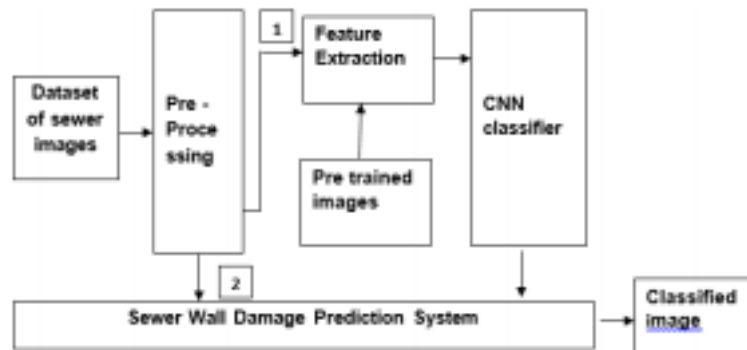 1
Feature
Extraction
Dataset
of sewer
images
Pre -
Proce
ssing
CNN
classifier
Pre trained
images
2
Sewer Wall Damage Prediction System
Classified
image